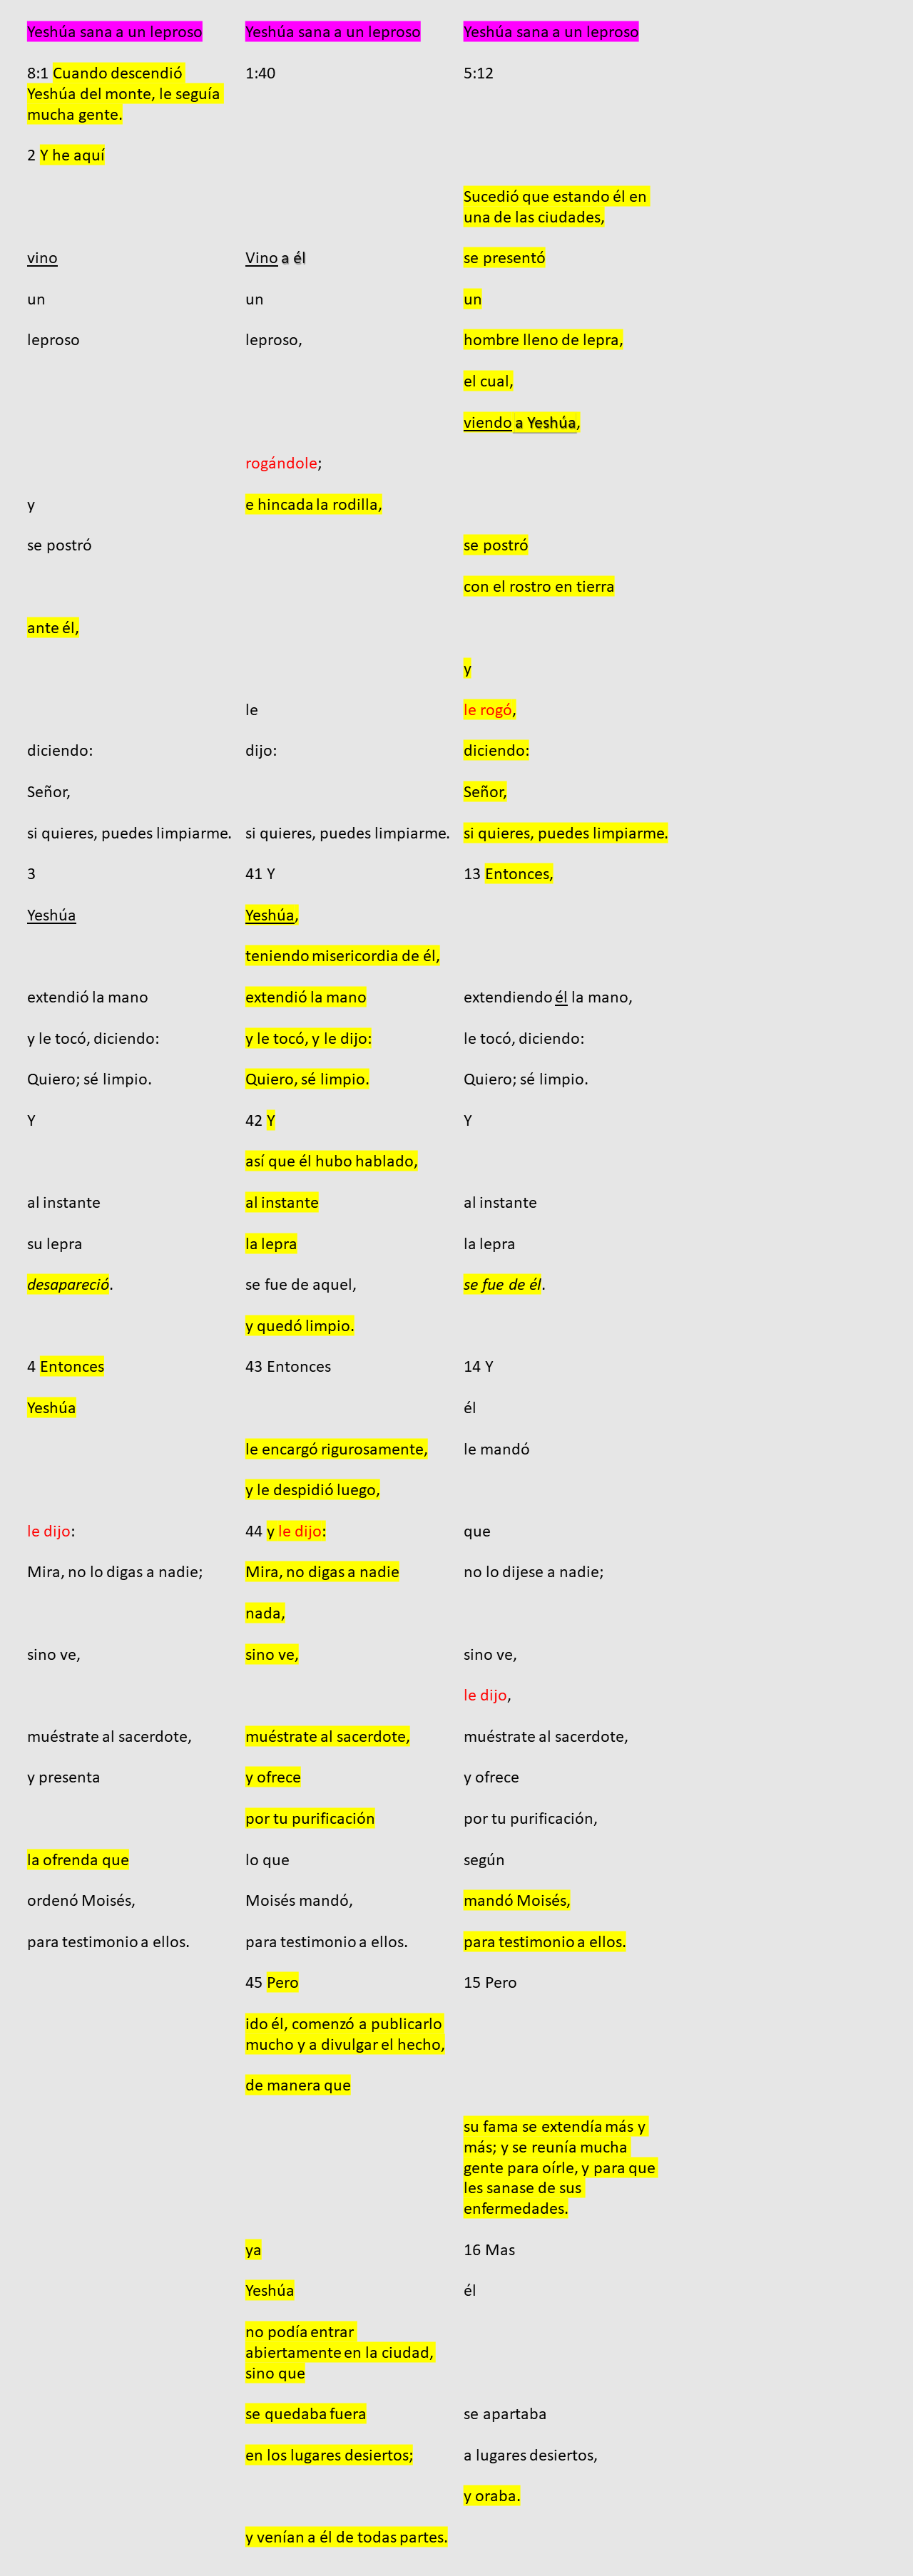 Yeshúa sana a un leproso Yeshúa sana a un leproso Yeshúa sana a un leproso
8:1 Cuando descendió 1:40 5:12
Yeshúa del monte, le seguía
mucha gente.
2 Y he aquí
Sucedió que estando él en
una de las ciudades,
vino Vino a él se presentó
un un un
leproso leproso, hombre lleno de lepra,
el cual,
viendo a Yeshúa,
rogándole;
y e hincada la rodilla,
se postró se postró
con el rostro en tierra
ante él,
y
le le rogó,
diciendo: dijo: diciendo:
Señor, Señor,
si quieres, puedes limpiarme. si quieres, puedes limpiarme. si quieres, puedes limpiarme.
3 41 Y 13 Entonces,
Yeshúa Yeshúa,
teniendo misericordia de él,
extendió la mano extendió la mano extendiendo él la mano,
y le tocó, diciendo: y le tocó, y le dijo: le tocó, diciendo:
Quiero; sé limpio. Quiero, sé limpio. Quiero; sé limpio.
Y 42 Y Y
así que él hubo hablado,
al instante al instante al instante
su lepra la lepra la lepra
desapareció. se fue de aquel, se fue de él.
y quedó limpio.
4 Entonces 43 Entonces 14 Y
Yeshúa él
le encargó rigurosamente, le mandó
y le despidió luego,
le dijo: 44 y le dijo: que
Mira, no lo digas a nadie; Mira, no digas a nadie no lo dijese a nadie;
nada,
sino ve, sino ve, sino ve,
le dijo,
muéstrate al sacerdote, muéstrate al sacerdote, muéstrate al sacerdote,
y presenta y ofrece y ofrece
por tu purificación por tu purificación,
la ofrenda que lo que según
ordenó Moisés, Moisés mandó, mandó Moisés,
para testimonio a ellos. para testimonio a ellos. para testimonio a ellos.
45 Pero 15 Pero
ido él, comenzó a publicarlo
mucho y a divulgar el hecho,
de manera que
su fama se extendía más y
más; y se reunía mucha
gente para oírle, y para que
les sanase de sus
enfermedades.
ya 16 Mas
Yeshúa él
no podía entrar
abiertamente en la ciudad,
sino que
se quedaba fuera se apartaba
en los lugares desiertos; a lugares desiertos,
y oraba.
y venían a él de todas partes.